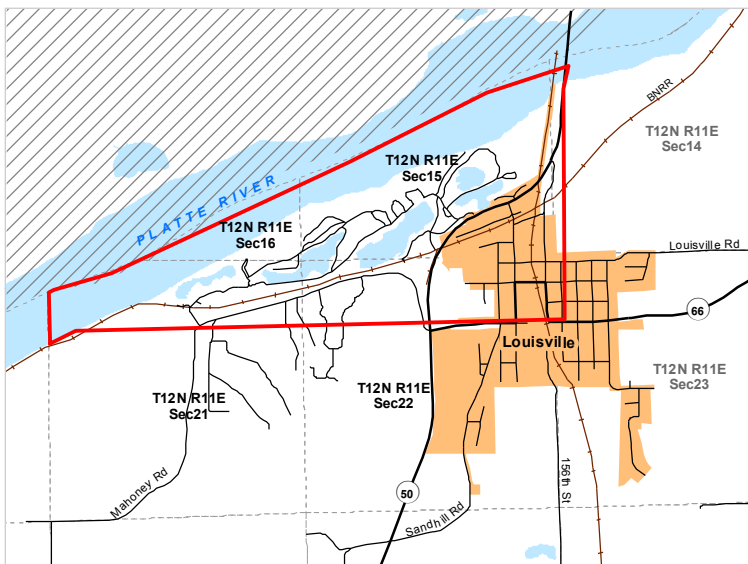 BNRR
T12N R11E
Sec14
T12N R11E
Sec15
PLATTE RIVER
T12N R11E
Sec16
Louisville Rd
66
Louisville
T12N R11E
Sec23
T12N R11E
Sec21
T12N R11E
Sec22
Mahoney Rd
50
Sandhill Rd
156th St